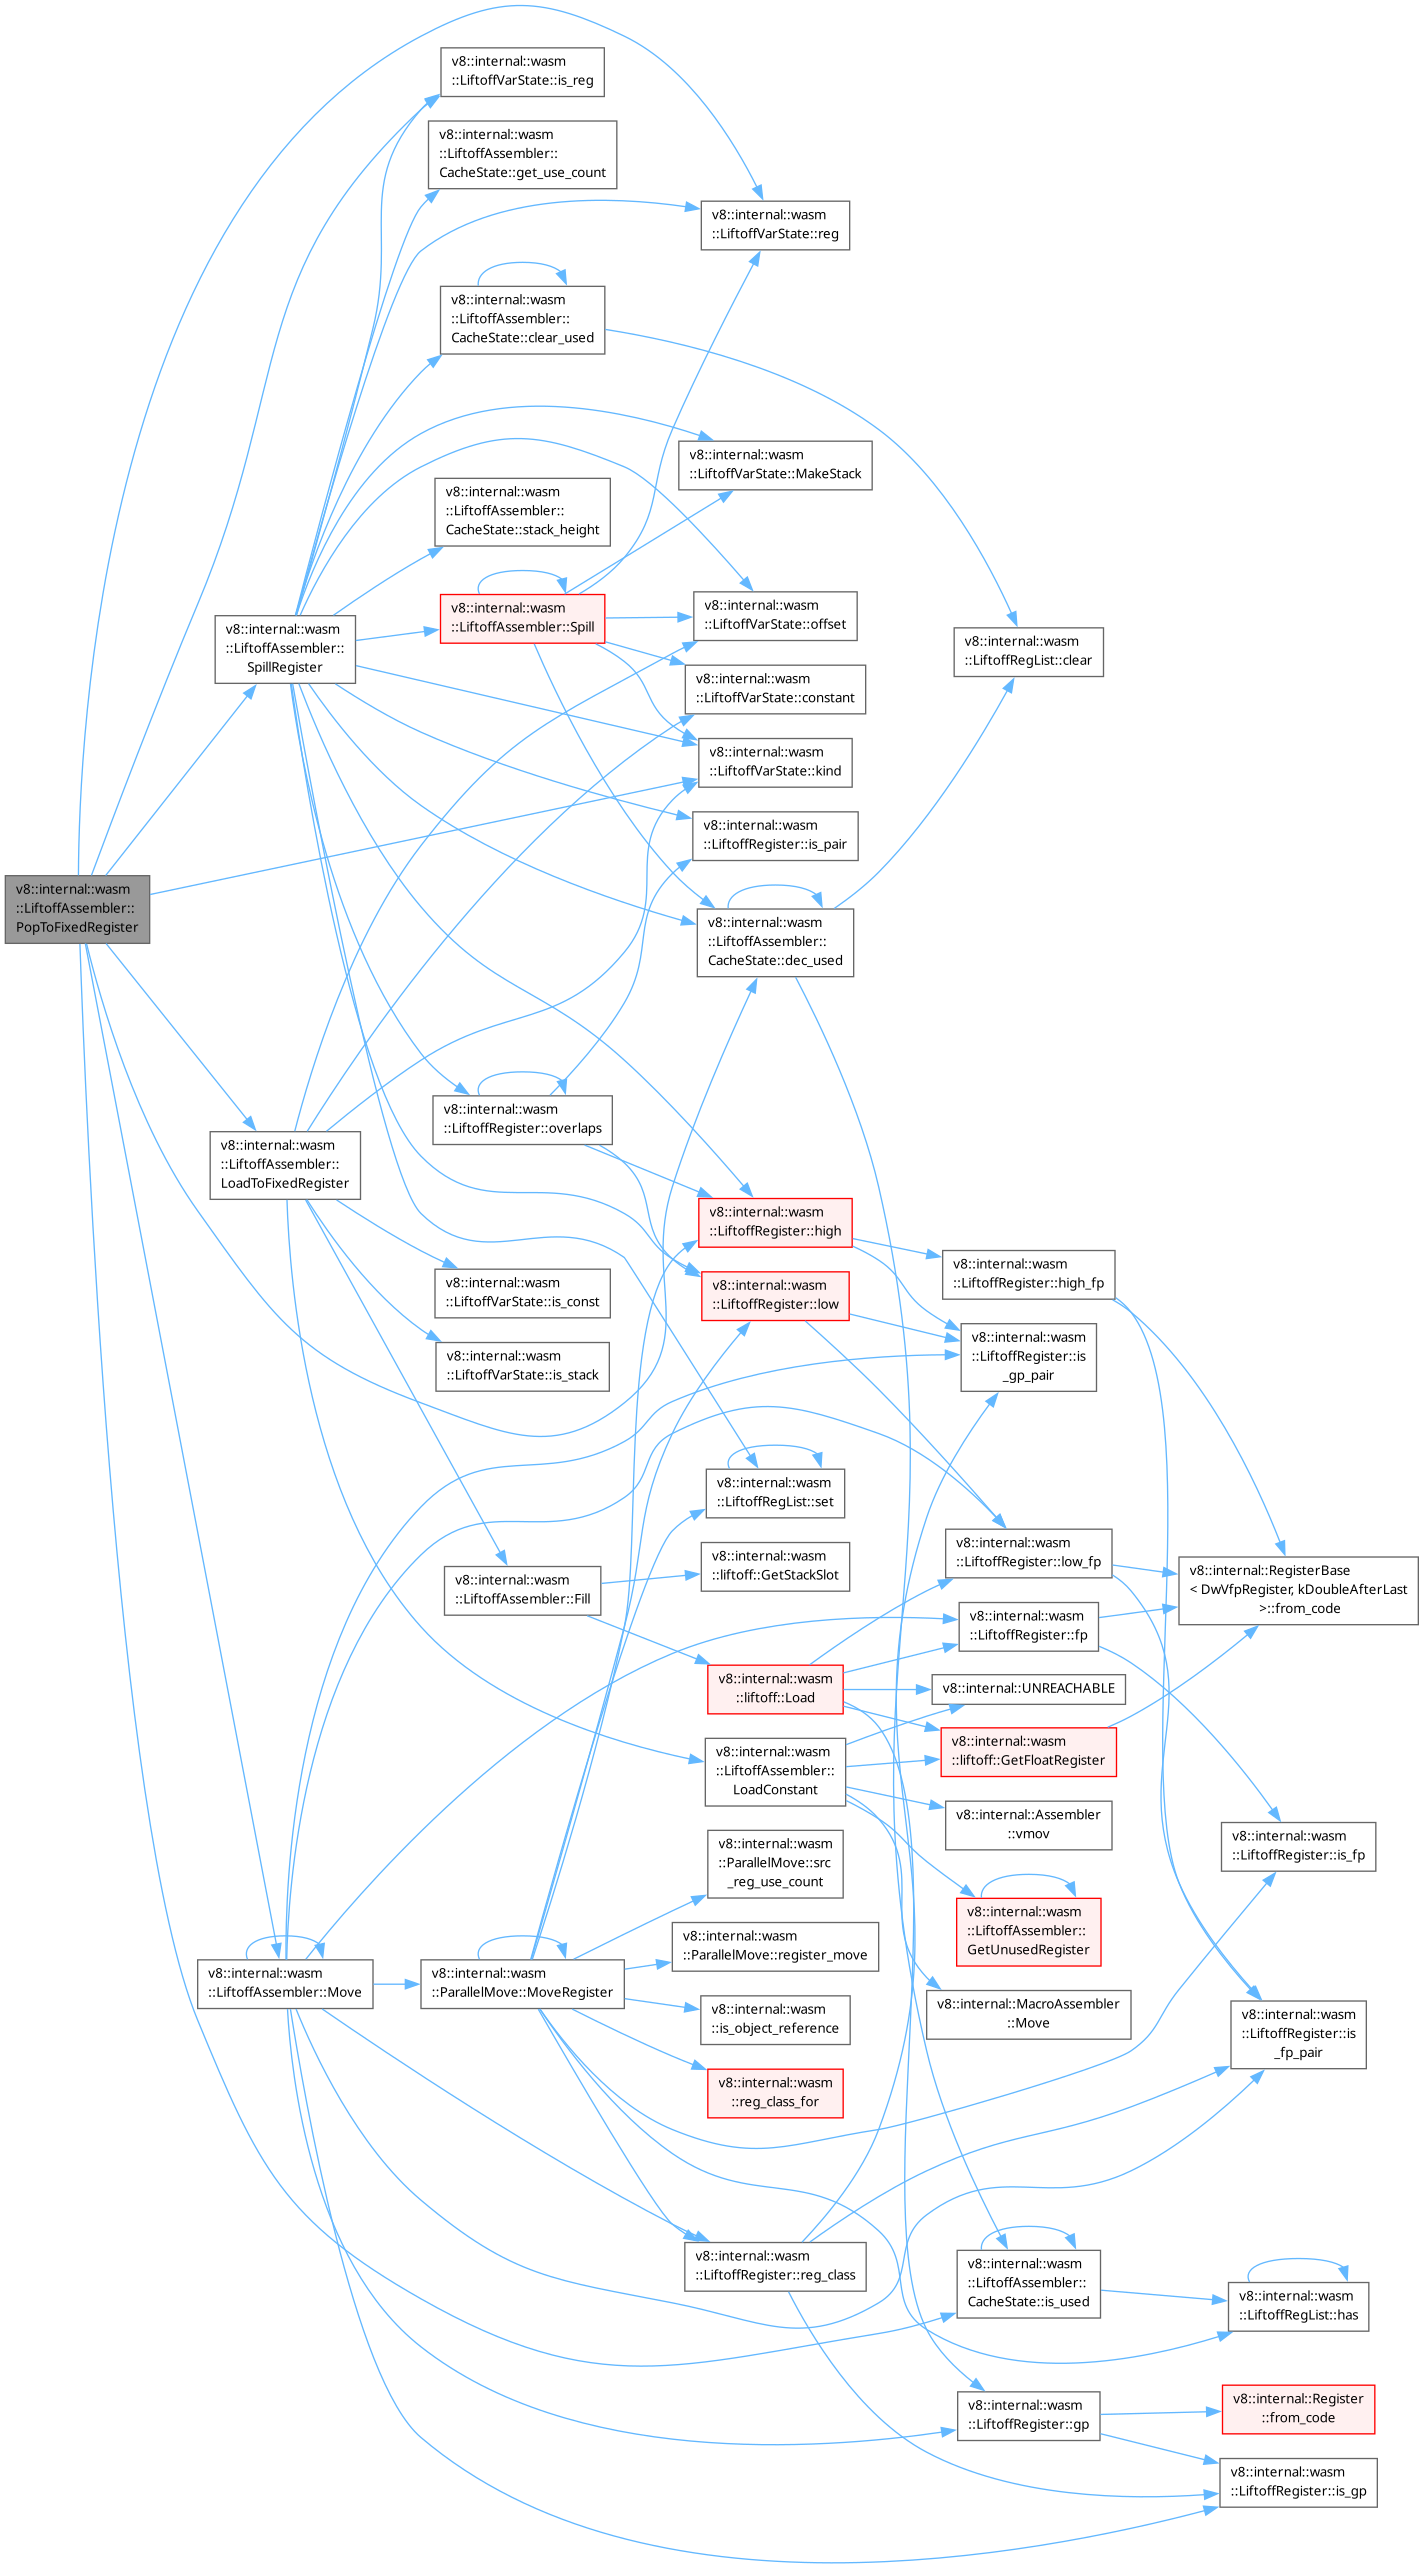 v8::internal::wasm
::LiftoffVarState::is_reg
v8::internal::wasm
::LiftoffAssembler::
CacheState::get_use_count
v8::internal::wasm
::LiftoffVarState::reg
v8::internal::wasm
::LiftoffAssembler::
CacheState::clear_used
v8::internal::wasm
::LiftoffVarState::MakeStack
v8::internal::wasm
::LiftoffAssembler::
CacheState::stack_height
v8::internal::wasm
::LiftoffAssembler::Spill
v8::internal::wasm
::LiftoffVarState::offset
v8::internal::wasm
::LiftoffAssembler::
SpillRegister
v8::internal::wasm
::LiftoffRegList::clear
v8::internal::wasm
::LiftoffVarState::constant
v8::internal::wasm
::LiftoffVarState::kind
v8::internal::wasm
::LiftoffRegister::is_pair
v8::internal::wasm
::LiftoffAssembler::
PopToFixedRegister
v8::internal::wasm
::LiftoffAssembler::
CacheState::dec_used
v8::internal::wasm
::LiftoffRegister::overlaps
v8::internal::wasm
::LiftoffAssembler::
LoadToFixedRegister
v8::internal::wasm
::LiftoffRegister::high
v8::internal::wasm
::LiftoffRegister::high_fp
v8::internal::wasm
::LiftoffVarState::is_const
v8::internal::wasm
::LiftoffRegister::low
v8::internal::wasm
::LiftoffRegister::is
_gp_pair
v8::internal::wasm
::LiftoffVarState::is_stack
v8::internal::wasm
::LiftoffRegList::set
v8::internal::wasm
::LiftoffRegister::low_fp
v8::internal::wasm
::liftoff::GetStackSlot
v8::internal::RegisterBase
< DwVfpRegister, kDoubleAfterLast
>::from_code
v8::internal::wasm
::LiftoffAssembler::Fill
v8::internal::wasm
::LiftoffRegister::fp
v8::internal::wasm
::liftoff::Load
v8::internal::UNREACHABLE
v8::internal::wasm
::liftoff::GetFloatRegister
v8::internal::wasm
::LiftoffAssembler::
LoadConstant
v8::internal::Assembler
::vmov
v8::internal::wasm
::LiftoffRegister::is_fp
v8::internal::wasm
::ParallelMove::src
_reg_use_count
v8::internal::wasm
::LiftoffAssembler::
GetUnusedRegister
v8::internal::wasm
::ParallelMove::register_move
v8::internal::wasm
::LiftoffAssembler::Move
v8::internal::wasm
::ParallelMove::MoveRegister
v8::internal::wasm
::is_object_reference
v8::internal::MacroAssembler
::Move
v8::internal::wasm
::LiftoffRegister::is
_fp_pair
v8::internal::wasm
::reg_class_for
v8::internal::wasm
::LiftoffRegister::reg_class
v8::internal::wasm
::LiftoffAssembler::
CacheState::is_used
v8::internal::wasm
::LiftoffRegList::has
v8::internal::wasm
::LiftoffRegister::gp
v8::internal::Register
::from_code
v8::internal::wasm
::LiftoffRegister::is_gp